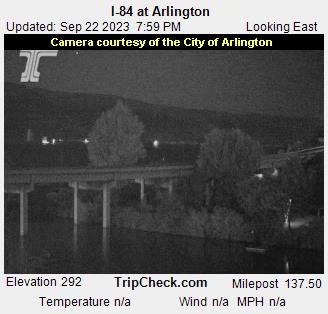 I-84 at Arlington
Updated: Sep 22 2023 7:59 PM Looking East
Camera courtesy of the City of Arlington
Elevation 292 TripCheck.com Milepost 137.50
Temperature n/a Wind n/a MPH n/a